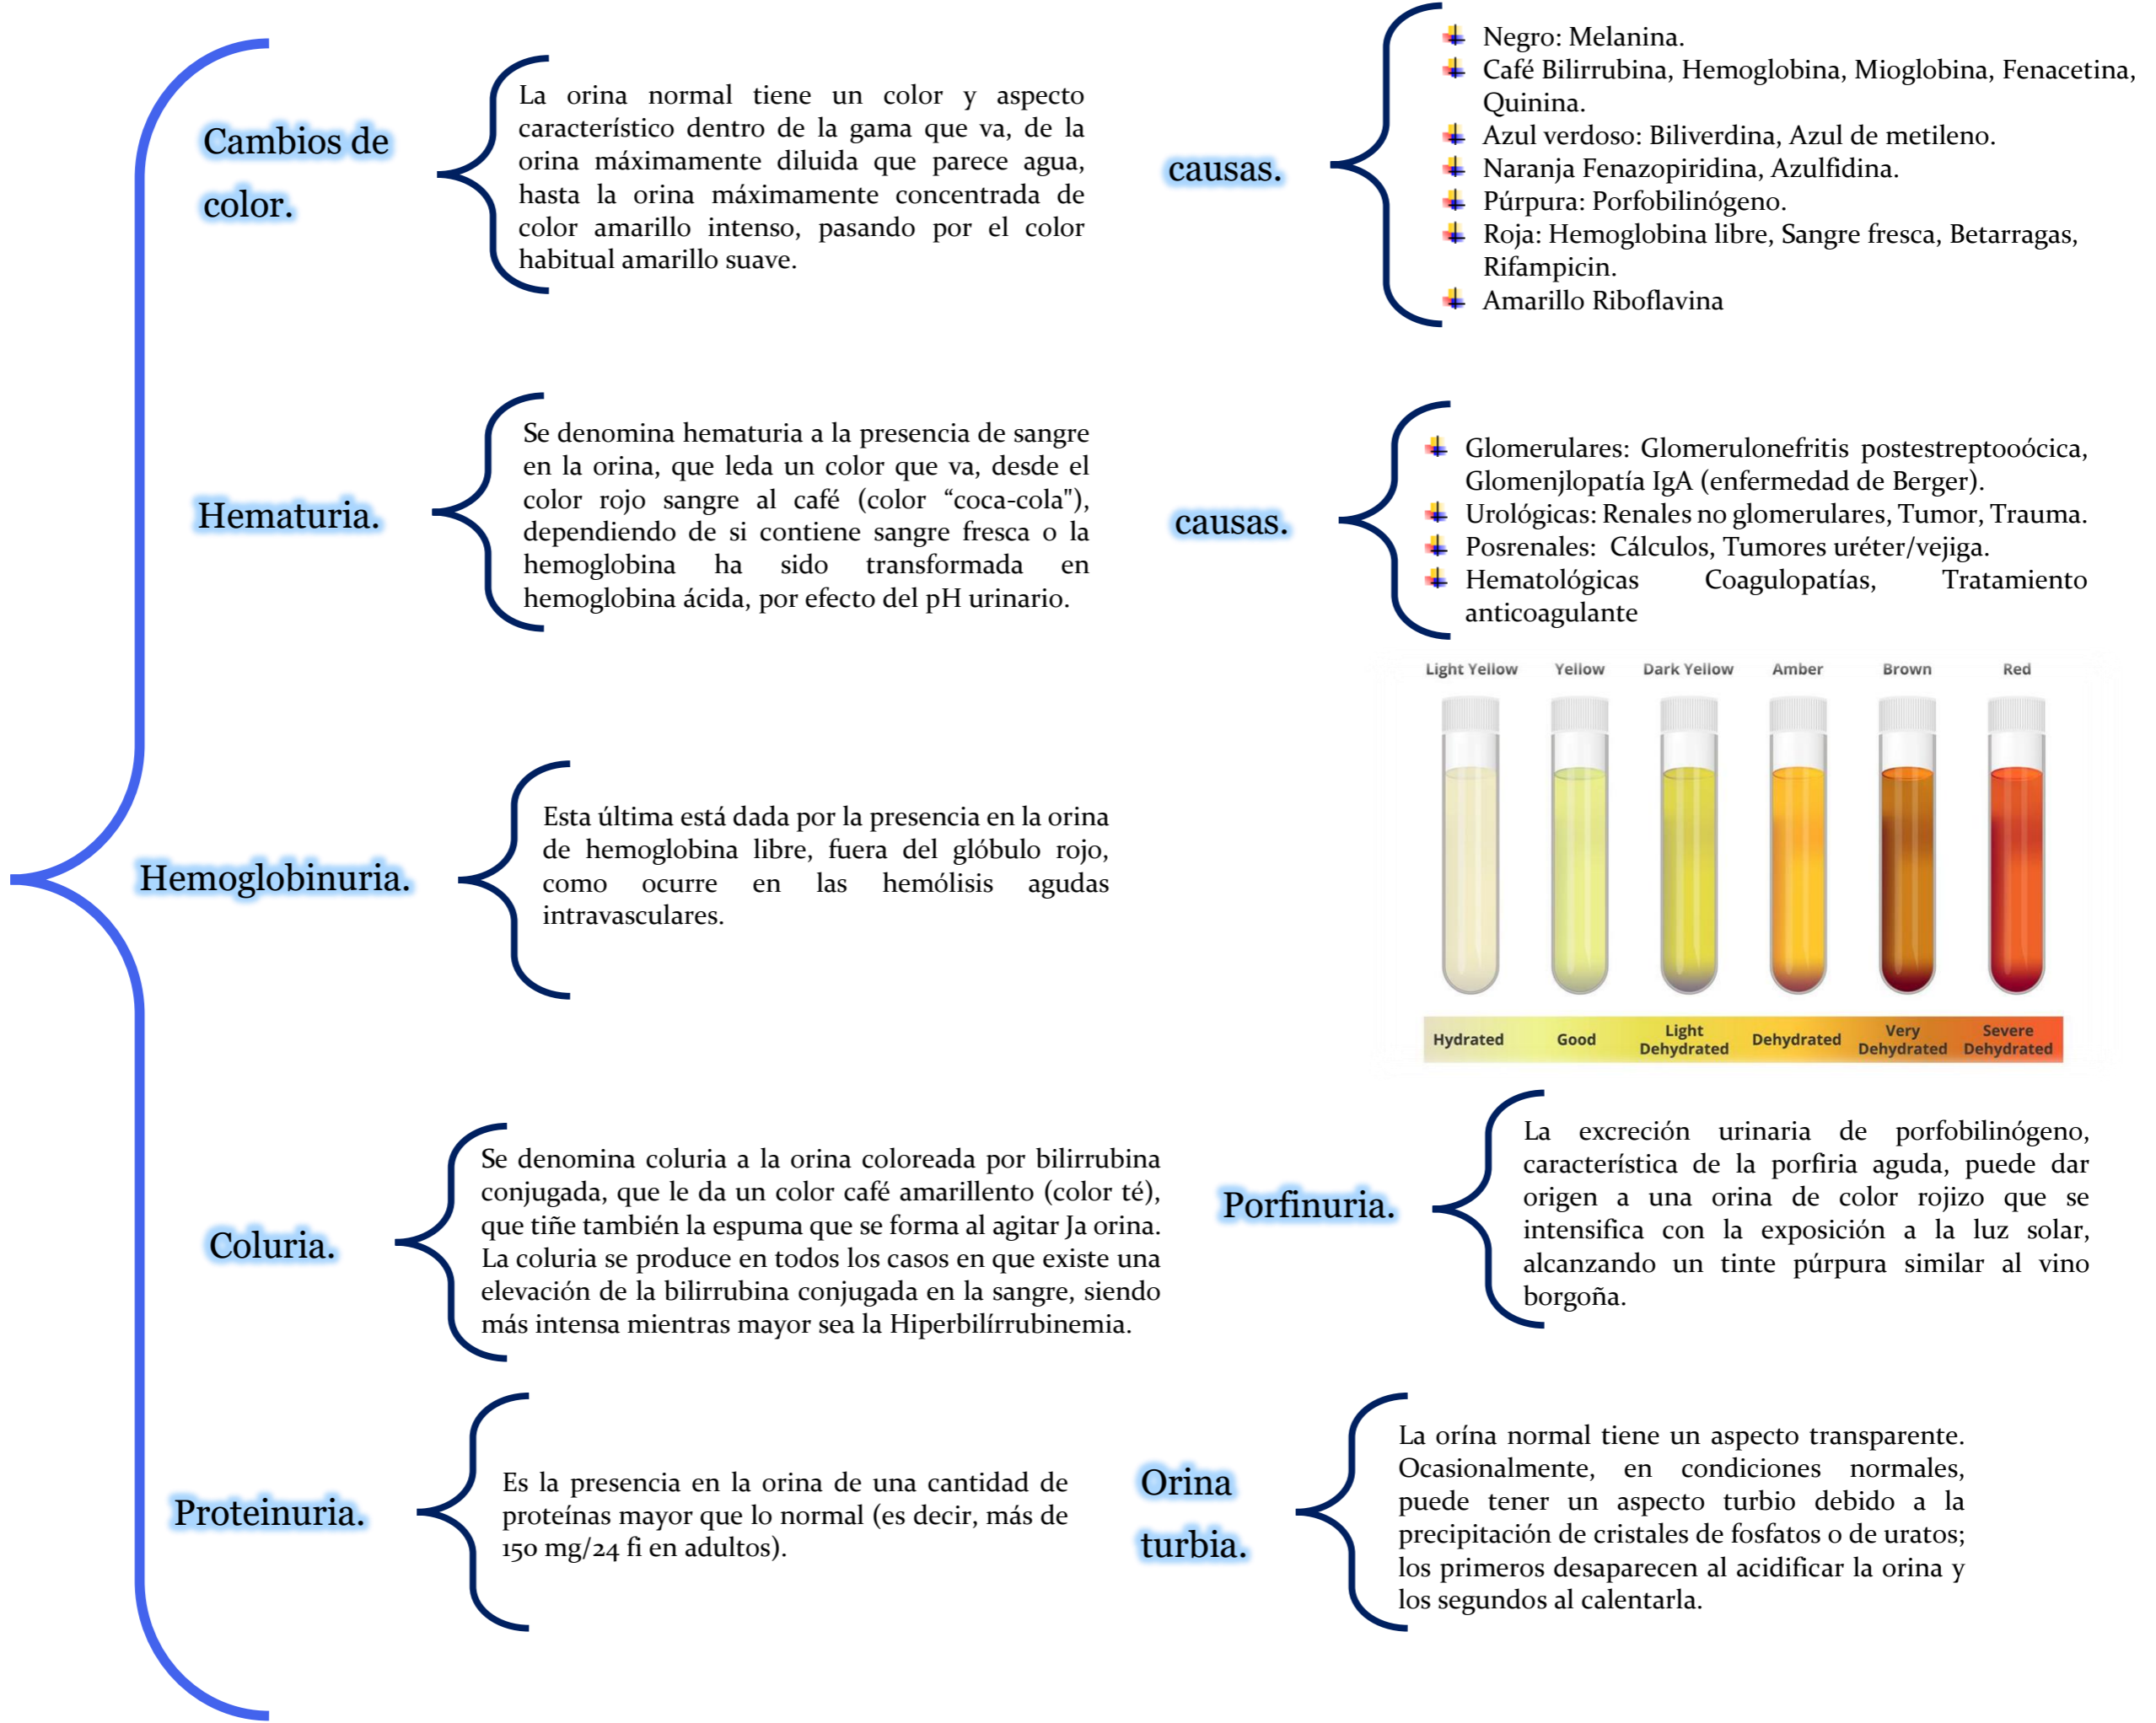 Cambios de
color.
La orina normal tiene un color y aspecto
característico dentro de la gama que va, de la
orina máximamente diluida que parece agua,
hasta la orina máximamente concentrada de
color amarillo intenso, pasando por el color
habitual amarillo suave.
causas.
Negro: Melanina.
Café Bilirrubina, Hemoglobina, Mioglobina, Fenacetina,
Quinina.
Azul verdoso: Biliverdina, Azul de metileno.
Naranja Fenazopiridina, Azulfidina.
Púrpura: Porfobilinógeno.
Roja: Hemoglobina libre, Sangre fresca, Betarragas,
Rifampicin.
Amarillo Riboflavina
Hematuria.
Se denomina hematuria a la presencia de sangre
en la orina, que leda un color que va, desde el
color rojo sangre al café (color “coca-cola"),
dependiendo de si contiene sangre fresca o la
hemoglobina ha sido transformada en
hemoglobina ácida, por efecto del pH urinario.
causas.
Glomerulares: Glomerulonefritis postestreptooócica,
Glomenjlopatía IgA (enfermedad de Berger).
Urológicas: Renales no glomerulares, Tumor, Trauma.
Posrenales: Cálculos, Tumores uréter/vejiga.
Hematológicas Coagulopatías, Tratamiento
anticoagulante
Light Yellow Yellow Dark Yellow Amber Brown Red
Hydrated Good Light Dehydrated Dehydrated Very Dehydrated Severe Dehydrated
Hemoglobinuria.
Esta última está dada por la presencia en la orina
de hemoglobina libre, fuera del glóbulo rojo,
como ocurre en las hemólisis agudas
intravasculares.
Coluria.
Se denomina coluria a la orina coloreada por bilirrubina
conjugada, que le da un color café amarillento (color té),
que tiñe también la espuma que se forma al agitar Ja orina.
La coluria se produce en todos los casos en que existe una
elevación de la bilirrubina conjugada en la sangre, siendo
más intensa mientras mayor sea la Hiperbilírrubinemia.
Porfinuria.
La excreción urinaria de porfobilinógeno,
característica de la porfiria aguda, puede dar
origen a una orina de color rojizo que se
intensifica con la exposición a la luz solar,
alcanzando un tinte púrpura similar al vino
borgoña.
Proteinuria.
Es la presencia en la orina de una cantidad de
proteínas mayor que lo normal (es decir, más de
150 mg/24 fi en adultos).
Orina
turbia.
La orína normal tiene un aspecto transparente.
Ocasionalmente, en condiciones normales,
puede tener un aspecto turbio debido a la
precipitación de cristales de fosfatos o de uratos;
los primeros desaparecen al acidificar la orina y
los segundos al calentarla.